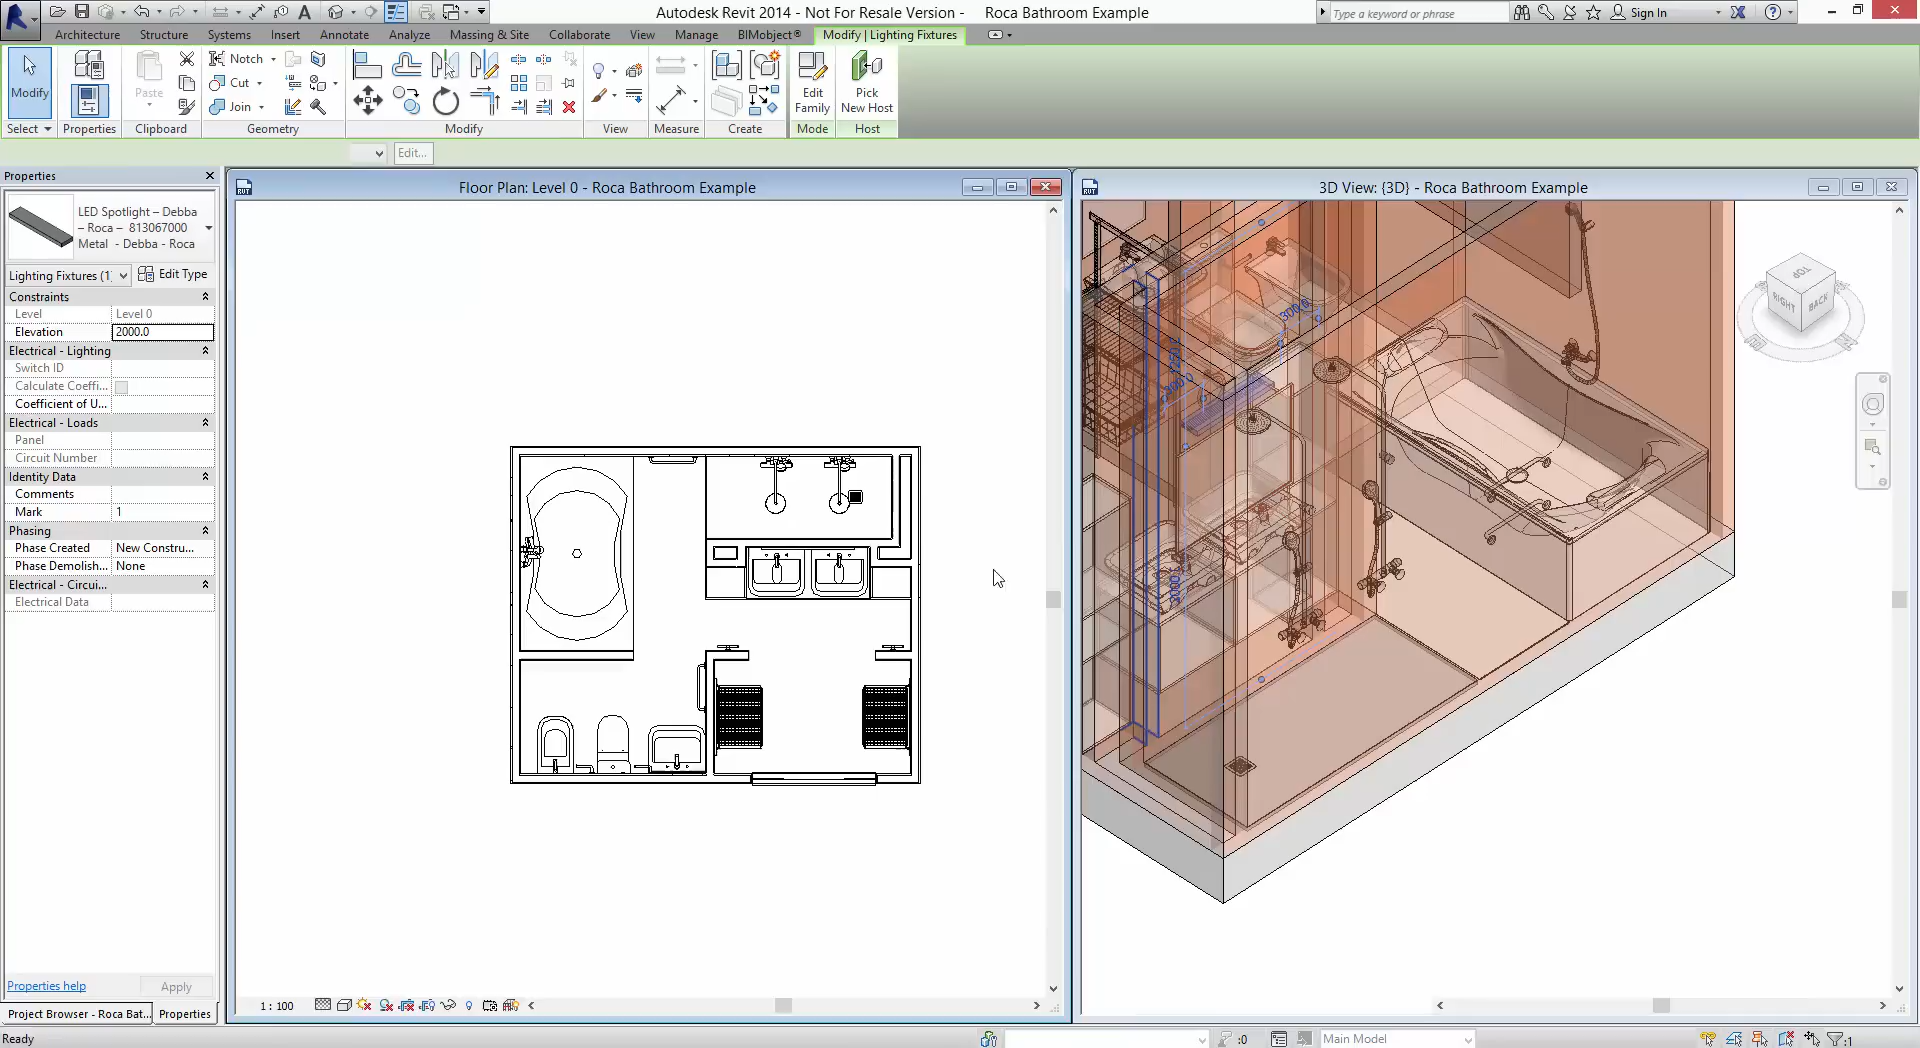 Autodesk Revit 2014 - Not For Resale Version - Roca Bathroom Example
Type a keyword or phrase
Sign In
Architecture Structure Systems Insert Annotate Analyze Massing & Site Collaborate View Manage BIMobject® Modify | Lighting Fixtures
Modify
Paste
Notch
Cut
Join
Edit Family
Pick New Host
Select Properties Clipboard Geometry Modify View Measure Create Mode Host
Edit...
Properties
LED Spotlight – Debba
– Roca – 813067000
Metal - Debba - Roca
Lighting Fixtures (1
Edit Type
Constraints
Level Level 0
Elevation 2000.0
Electrical - Lighting
Switch ID
Calculate Coeffi...
Coefficient of U...
Electrical - Loads
Panel
Circuit Number
Identity Data
Comments
Mark 1
Phasing
Phase Created New Constru...
Phase Demolish... None
Electrical - Circui...
Electrical Data
Properties help
Apply
Project Browser - Roca Bat... Properties
Ready
Floor Plan: Level 0 - Roca Bathroom Example
1 : 100
3D View: {3D} - Roca Bathroom Example
TOP
RIGHT
BACK
300.0
:0
Main Model
:1